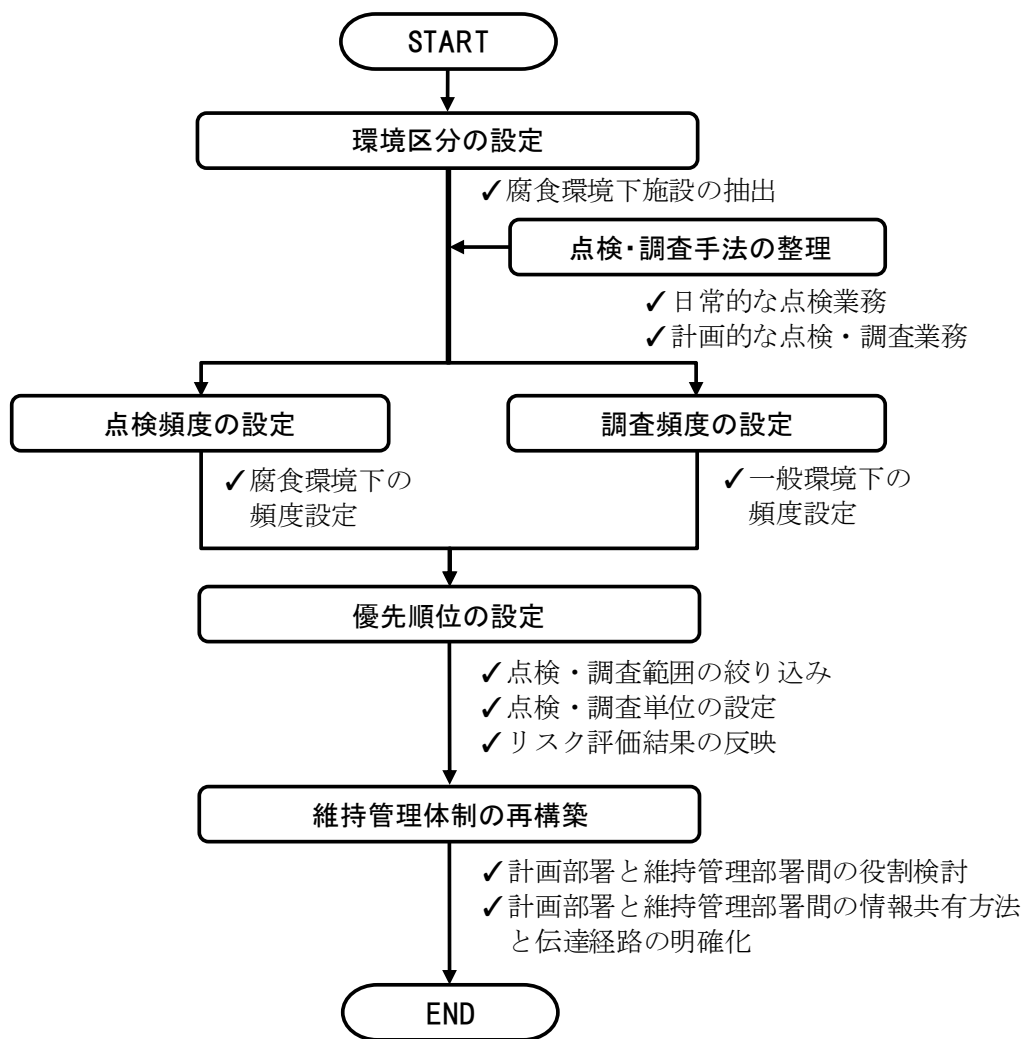 START
環境区分の設定
✓腐食環境下施設の抽出
点検・調査手法の整理
✓日常的な点検業務
✓計画的な点検・調査業務
点検頻度の設定
調査頻度の設定
✓腐食環境下の
頻度設定
✓一般環境下の
頻度設定
優先順位の設定
✓点検・調査範囲の絞り込み
✓点検・調査単位の設定
✓リスク評価結果の反映
維持管理体制の再構築
✓計画部署と維持管理部署間の役割検討
✓計画部署と維持管理部署間の情報共有方法
と伝達経路の明確化
END